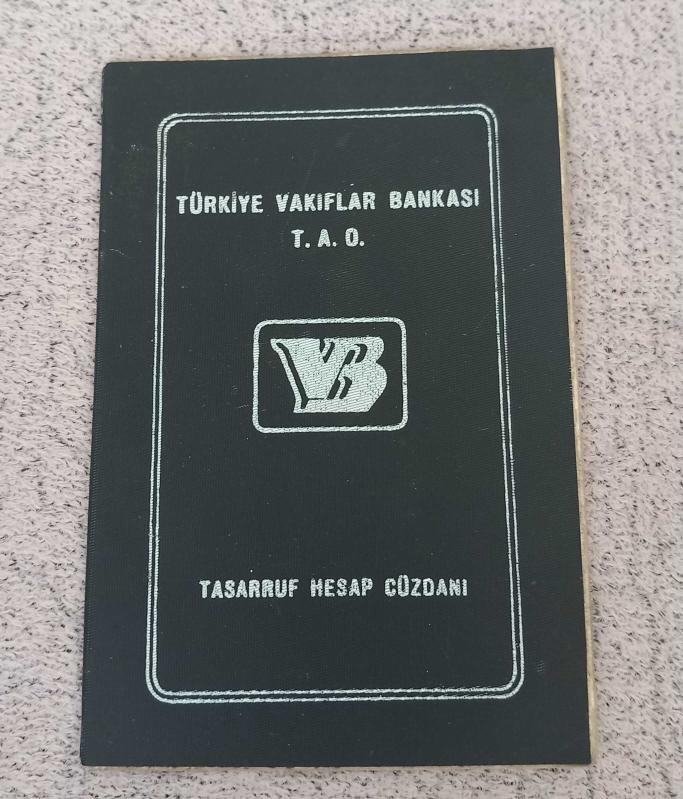 TÜRKİYE VAKIFLAR BANKASI
T. A. O.
VB
TASARRUF HESAP CÜZDANI